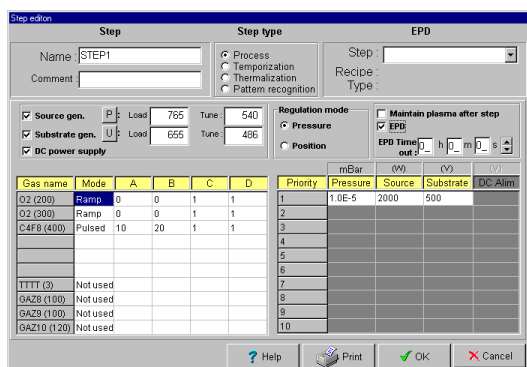 Step editon
Step
Step type
EPD
Name : STEP1
Comment :
Process
Temporization
Thermalization
Pattern recognition
Step :
Recipe :
Type :
Source gen. P : Load 765 Tune : 540
Substrate gen. U : Load 655 Tune : 486
DC power supply
Regulation mode
Pressure
Position
Maintain plasma after step
EPD
EPD Time out : 0_ h 0_ m 0_ s
Gas name Mode A B C D
O2 (200) Ramp 0 0 1 1
O2 (300) Ramp 0 0 1 1
C4F8 (400) Pulsed 10 20 1 1
TTTT (3) Not used
GAZ8 (100) Not used
GAZ9 (100) Not used
GAZ10 (120) Not used
mBar (W) (V) (V)
Priority Pressure Source Substrate DC Alim
1 1.0E-5 2000 500
2
3
4
5
6
7
8
9
10
? Help
Print
OK
Cancel